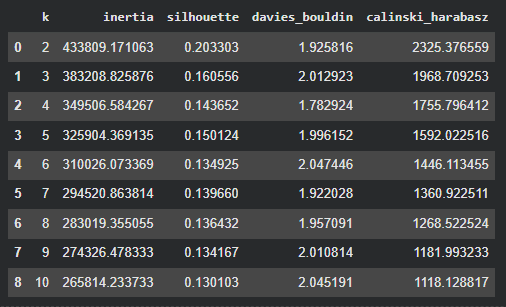 k inertia silhouette davies_bouldin calinski_harabasz
0 2 433809.171063 0.203303 1.925816 2325.376559
1 3 383208.825876 0.160556 2.012923 1968.709253
2 4 349506.584267 0.143652 1.782924 1755.796412
3 5 325904.369135 0.150124 1.996152 1592.022516
4 6 310026.073369 0.134925 2.047446 1446.113455
5 7 294520.863814 0.139660 1.922028 1360.922511
6 8 283019.355055 0.136432 1.957091 1268.522524
7 9 274326.478333 0.134167 2.010814 1181.993233
8 10 265814.233733 0.130103 2.045191 1118.128817